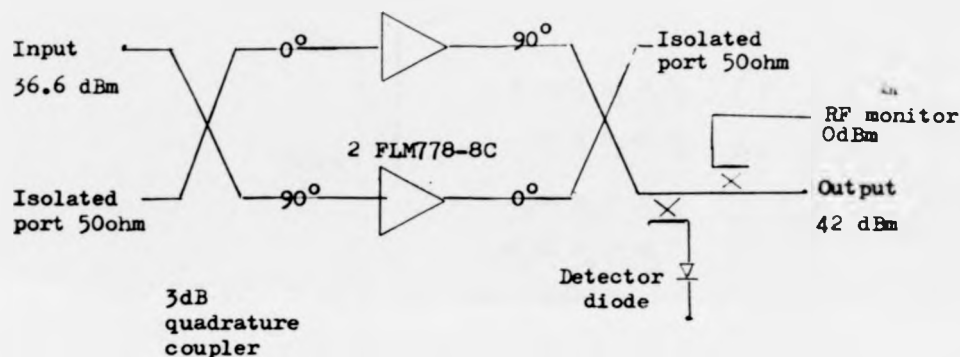 Input
36.6 dBm
0°
90°
Isolated
port 50ohm
RF monitor
0dBm
2 FLM778-8C
Isolated
port 50ohm
90°
0°
Output
42 dBm
Detector
diode
3dB
quadrature
coupler